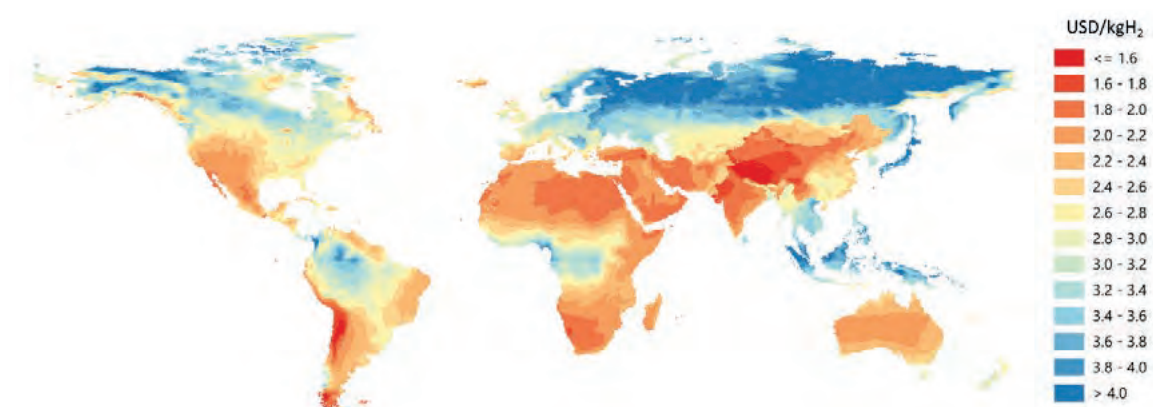 USD/kgH₂
<= 1.6
1.6 - 1.8
1.8 - 2.0
2.0 - 2.2
2.2 - 2.4
2.4 - 2.6
2.6 - 2.8
2.8 - 3.0
3.0 - 3.2
3.2 - 3.4
3.4 - 3.6
3.6 - 3.8
3.8 - 4.0
> 4.0